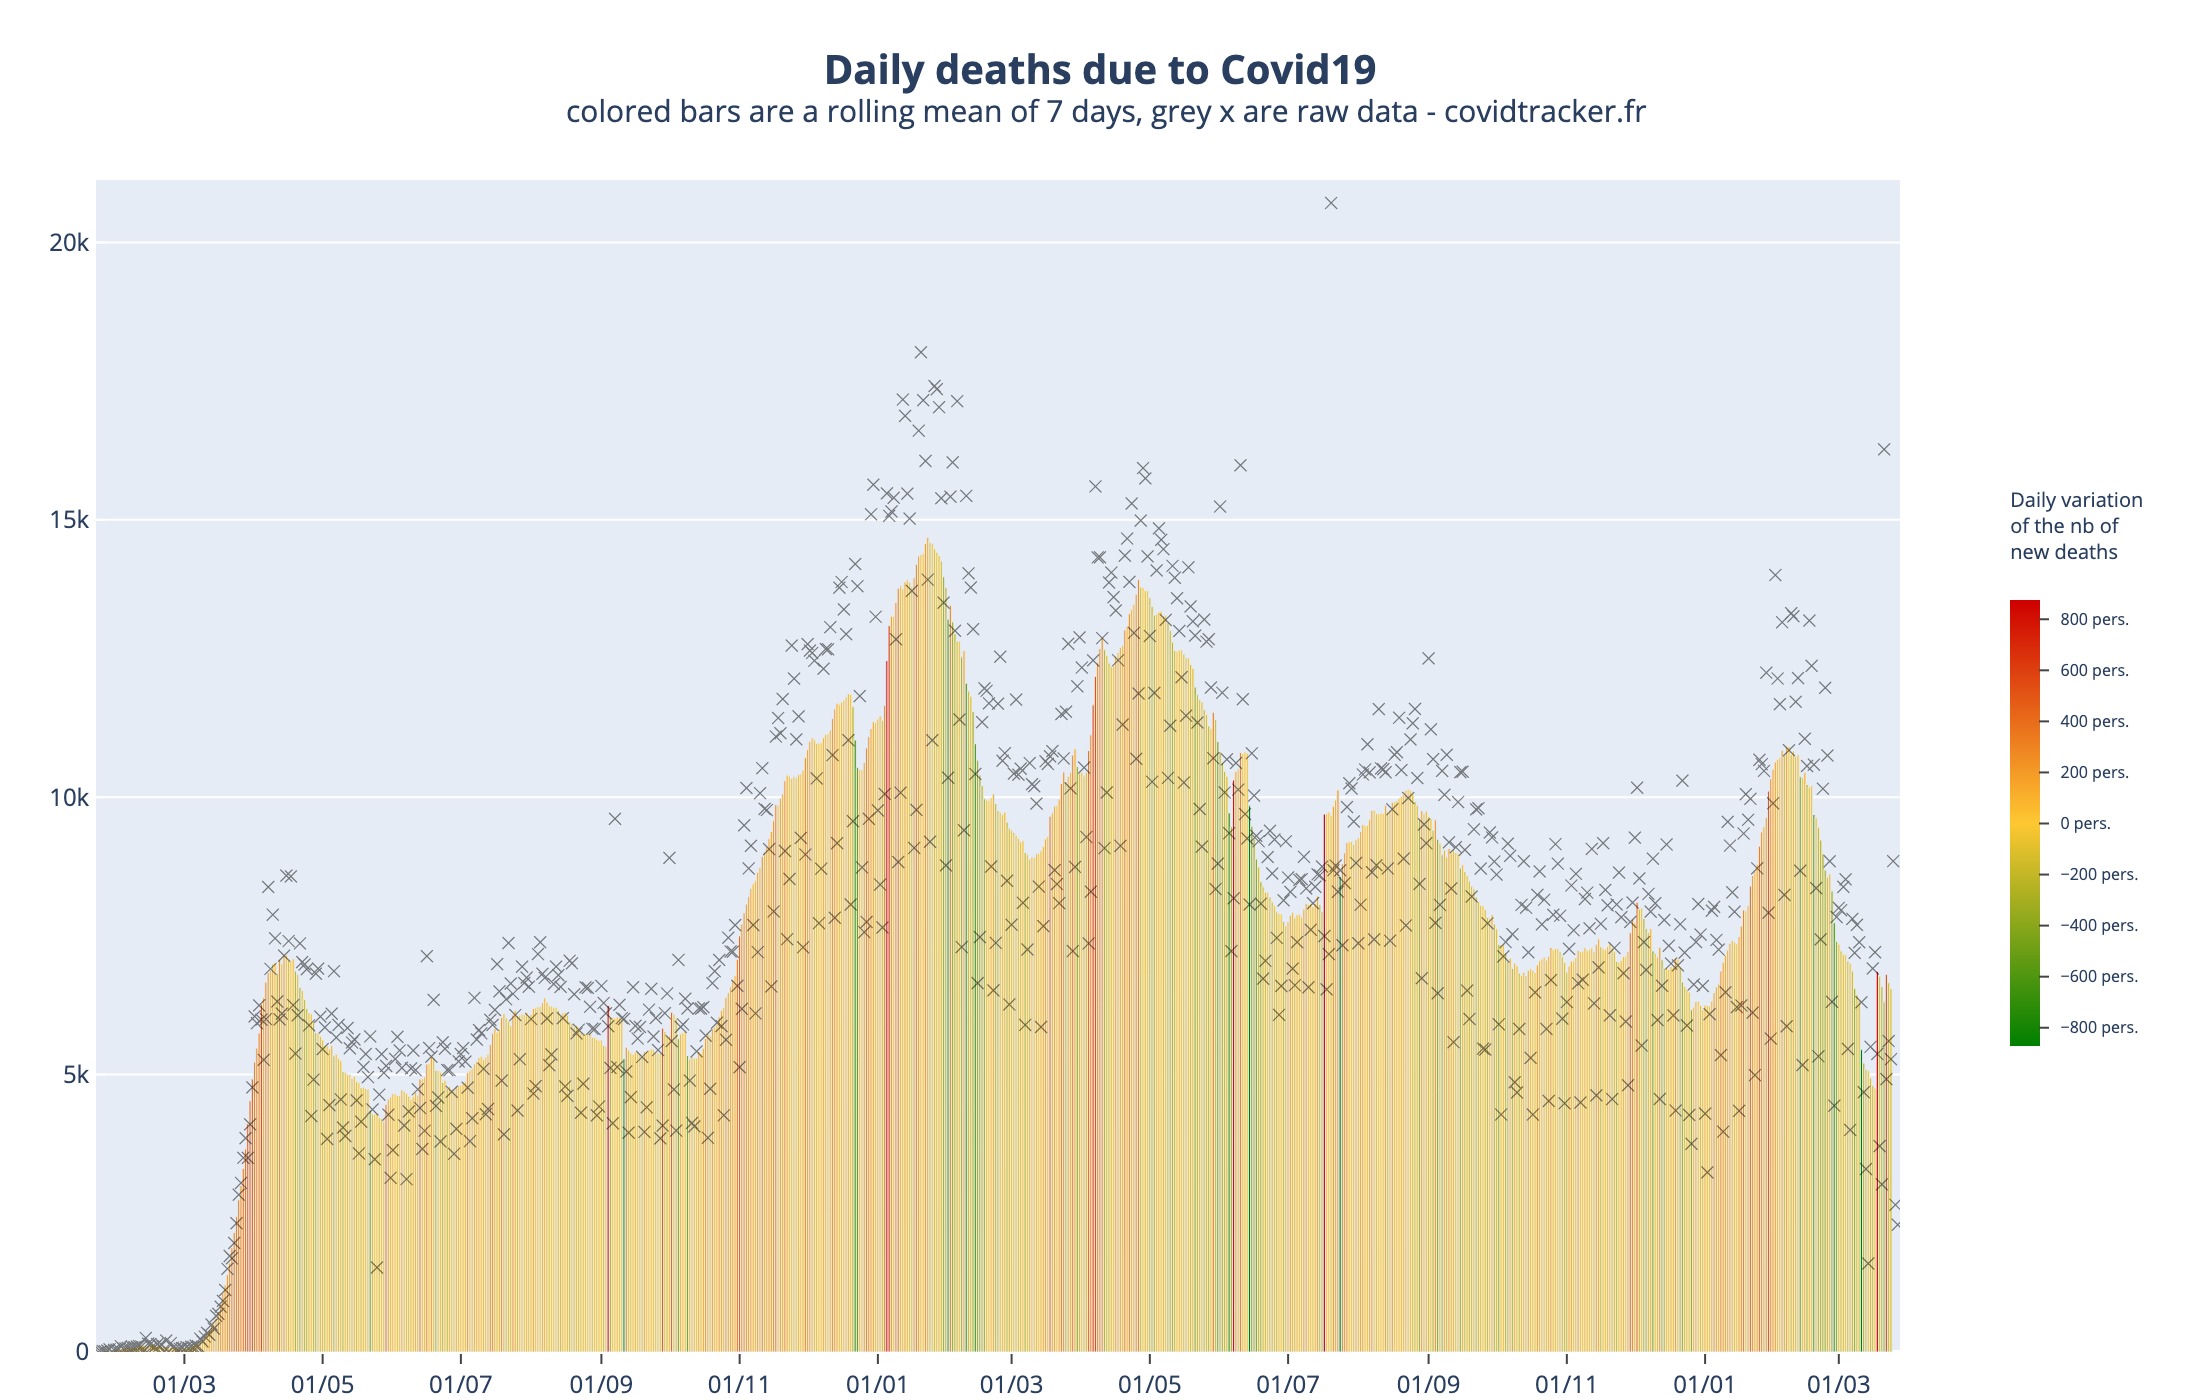 Daily deaths due to Covid19
colored bars are a rolling mean of 7 days, grey x are raw data - covidtracker.fr
20k
15k
10k
5k
0
01/03
01/05
01/07
01/09
01/11
01/01
01/03
01/05
01/07
01/09
01/11
01/01
01/03
Daily variation
of the nb of
new deaths
800 pers.
600 pers.
400 pers.
200 pers.
0 pers.
−200 pers.
−400 pers.
−600 pers.
−800 pers.